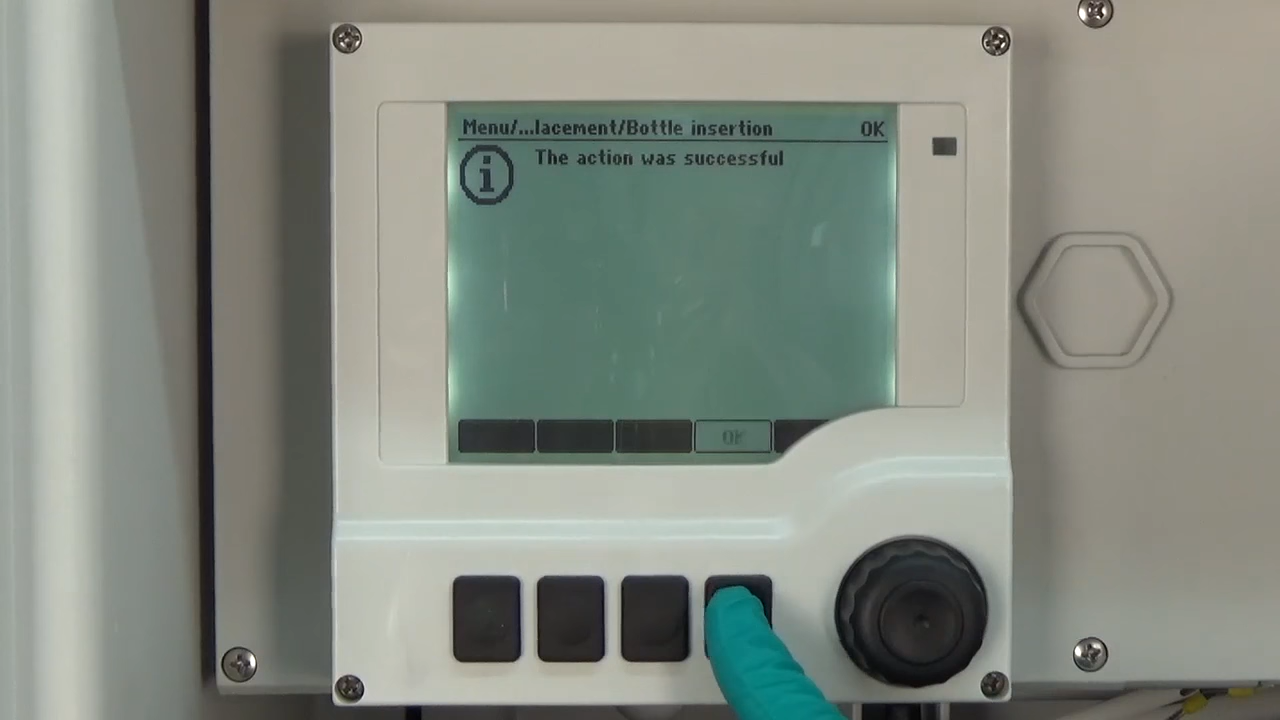 Menu/...lacement/Bottle insertion OK
The action was successful
OK